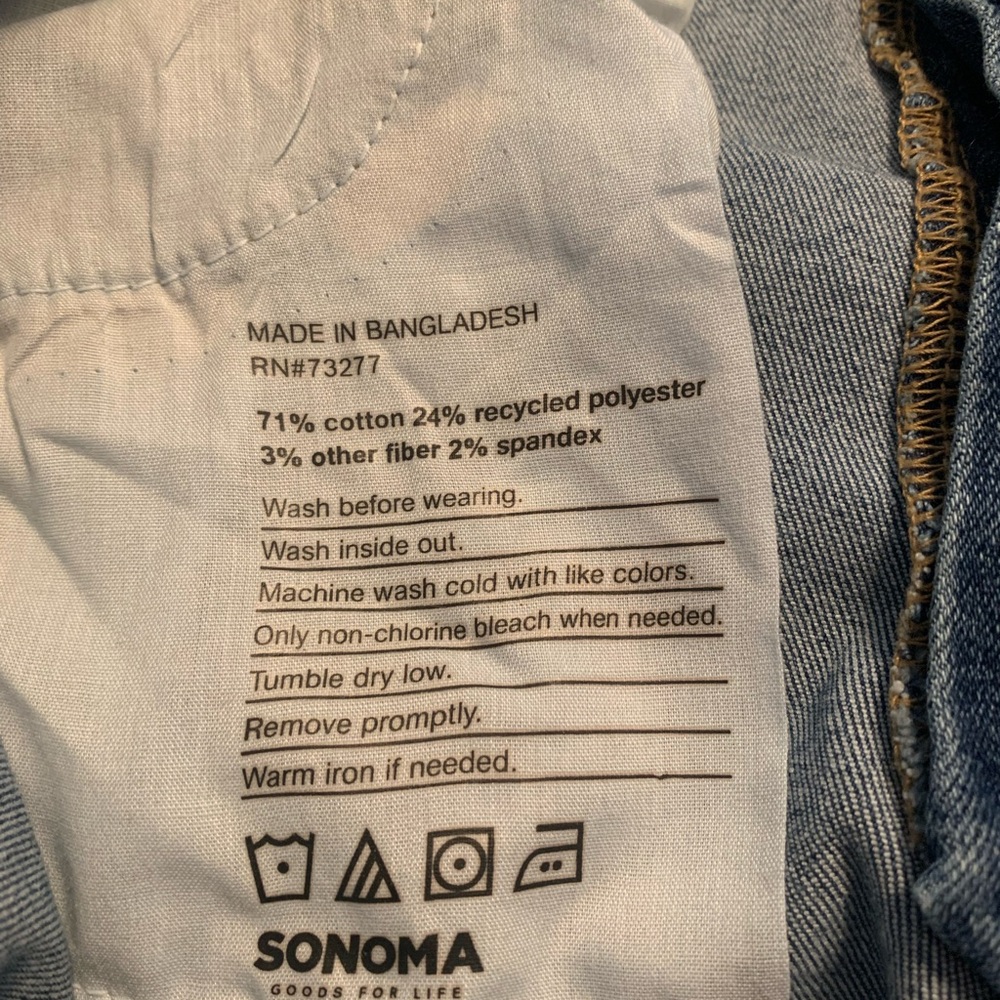 MADE IN BANGLADESH
RN#73277
71% cotton 24% recycled polyester
3% other fiber 2% spandex
Wash before wearing.
Wash inside out.
Machine wash cold with like colors.
Only non-chlorine bleach when needed.
Tumble dry low.
Remove promptly.
Warm iron if needed.
SONOMA
GOODS FOR LIFE